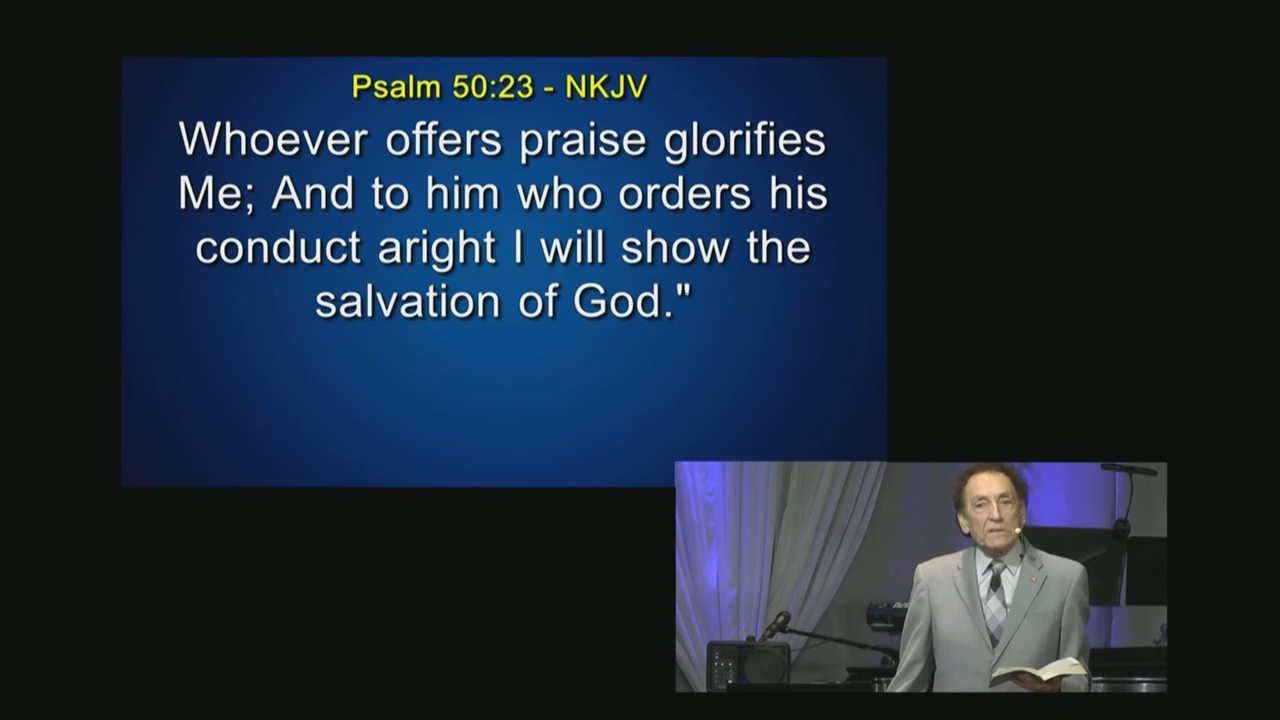 Psalm 50:23 - NKJV
Whoever offers praise glorifies
Me; And to him who orders his
conduct aright I will show the
salvation of God."